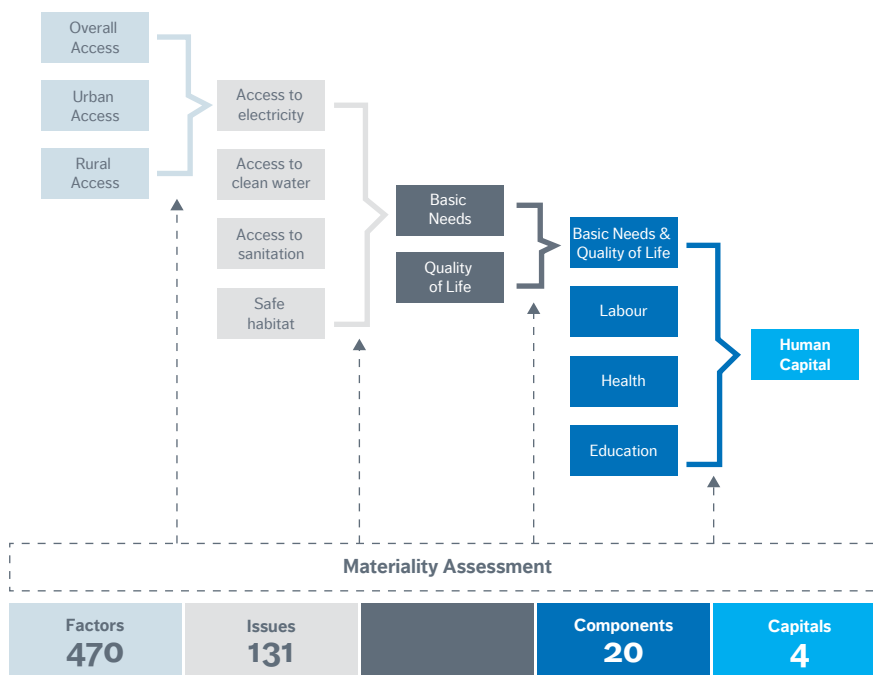 Overall
Access
Urban
Access
Rural
Access
Access to
electricity
Access to
clean water
Access to
sanitation
Safe
habitat
Basic
Needs
Quality
of Life
Basic Needs &
Quality of Life
Labour
Health
Education
Human
Capital
Materiality Assessment
Factors
470
Issues
131
Components
20
Capitals
4